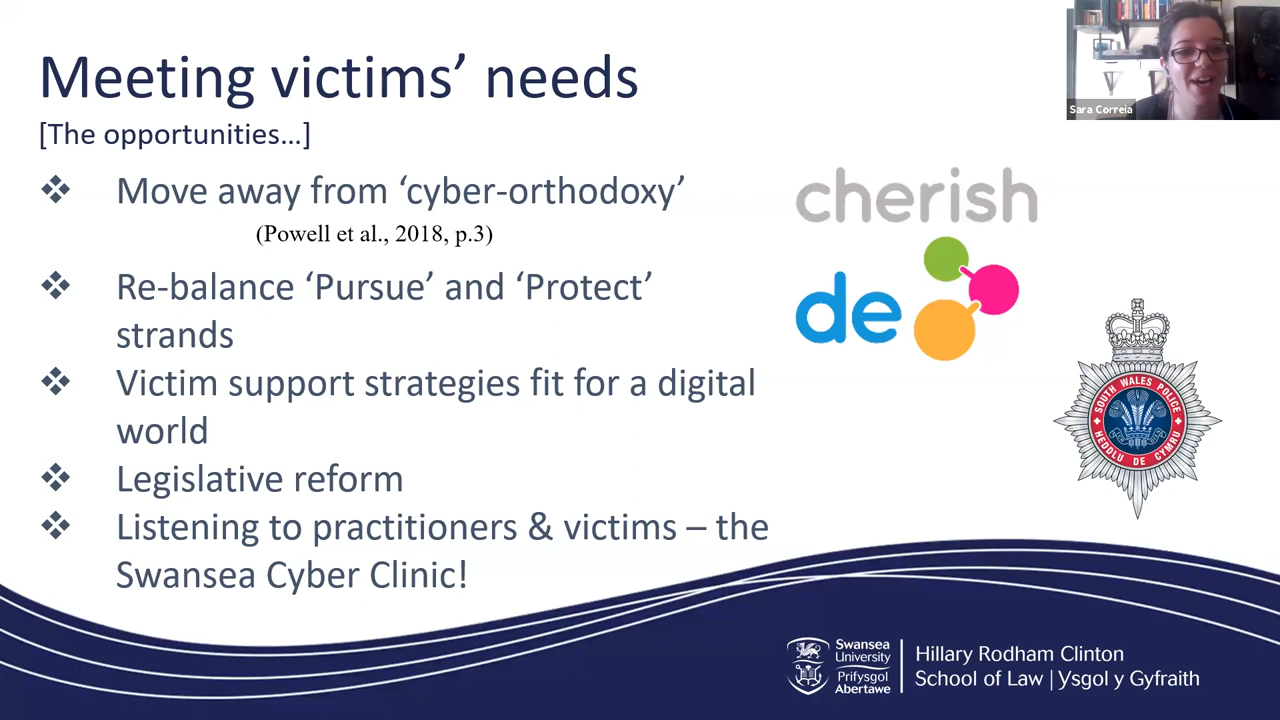 Meeting victims’ needs
[The opportunities…]
❖ Move away from ‘cyber-orthodoxy’
(Powell et al., 2018, p.3)
❖ Re-balance ‘Pursue’ and ‘Protect’
strands
❖ Victim support strategies fit for a digital
world
❖ Legislative reform
❖ Listening to practitioners & victims – the
Swansea Cyber Clinic!
Sara Correia
cherish
de
SOUTH WALES POLICE
HEDDLU DE CYMRU
Swansea
University
Prifysgol
Abertawe
Hillary Rodham Clinton
School of Law | Ysgol y Gyfraith